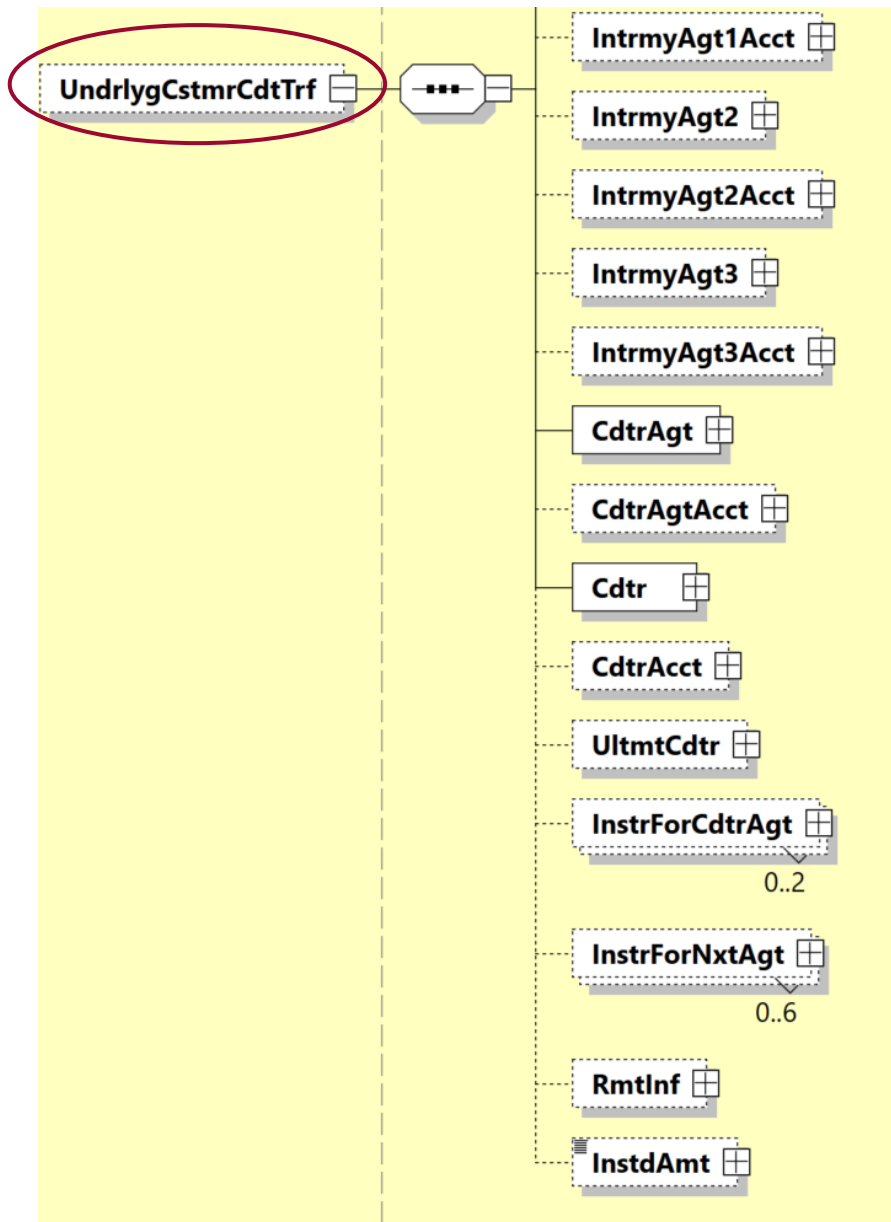 IntrmyAgt1Acct
UndrlygCstmrCdtTrf
IntrmyAgt2
IntrmyAgt2Acct
IntrmyAgt3
IntrmyAgt3Acct
CdtrAgt
CdtrAgtAcct
Cdtr
CdtrAcct
UltmtCdtr
InstrForCdtrAgt
0..2
InstrForNxtAgt
0..6
RmtInf
InstdAmt